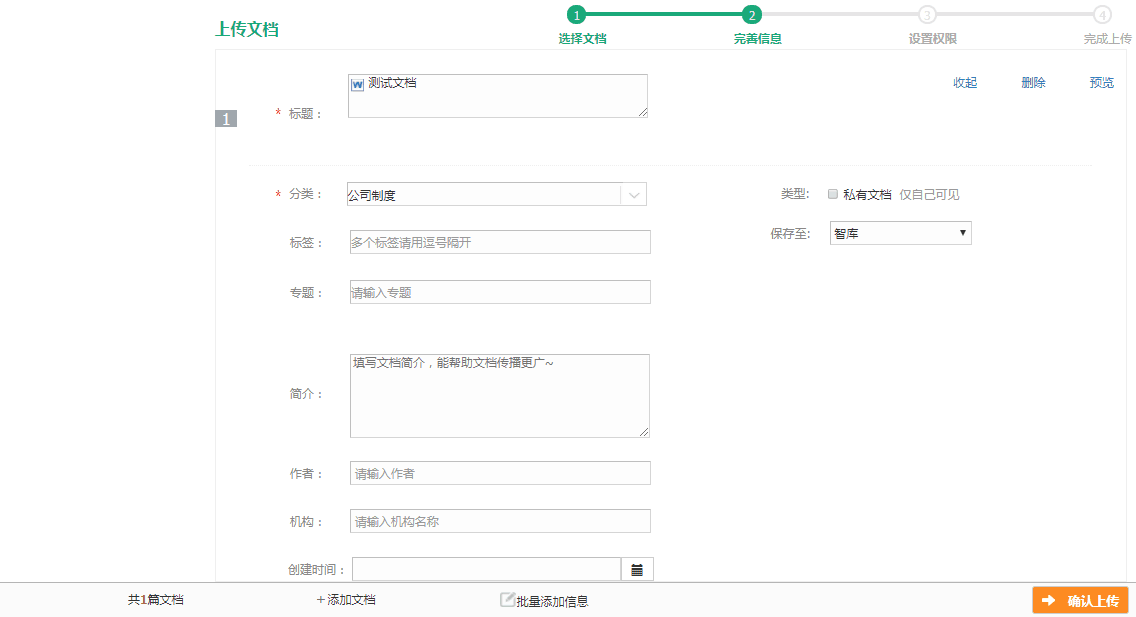 上传文档
1 2 3 4
选择文档 完善信息 设置权限 完成上传
测试文档
收起 删除 预览
1
* 标题：
* 分类： 公司制度
类型: 私有文档 仅自己可见
标签： 多个标签请用逗号隔开
保存至: 智库
专题： 请输入专题
填写文档简介，能帮助文档传播更广~
简介：
作者： 请输入作者
机构： 请输入机构名称
创建时间：
共1篇文档 +添加文档 批量添加信息 确认上传